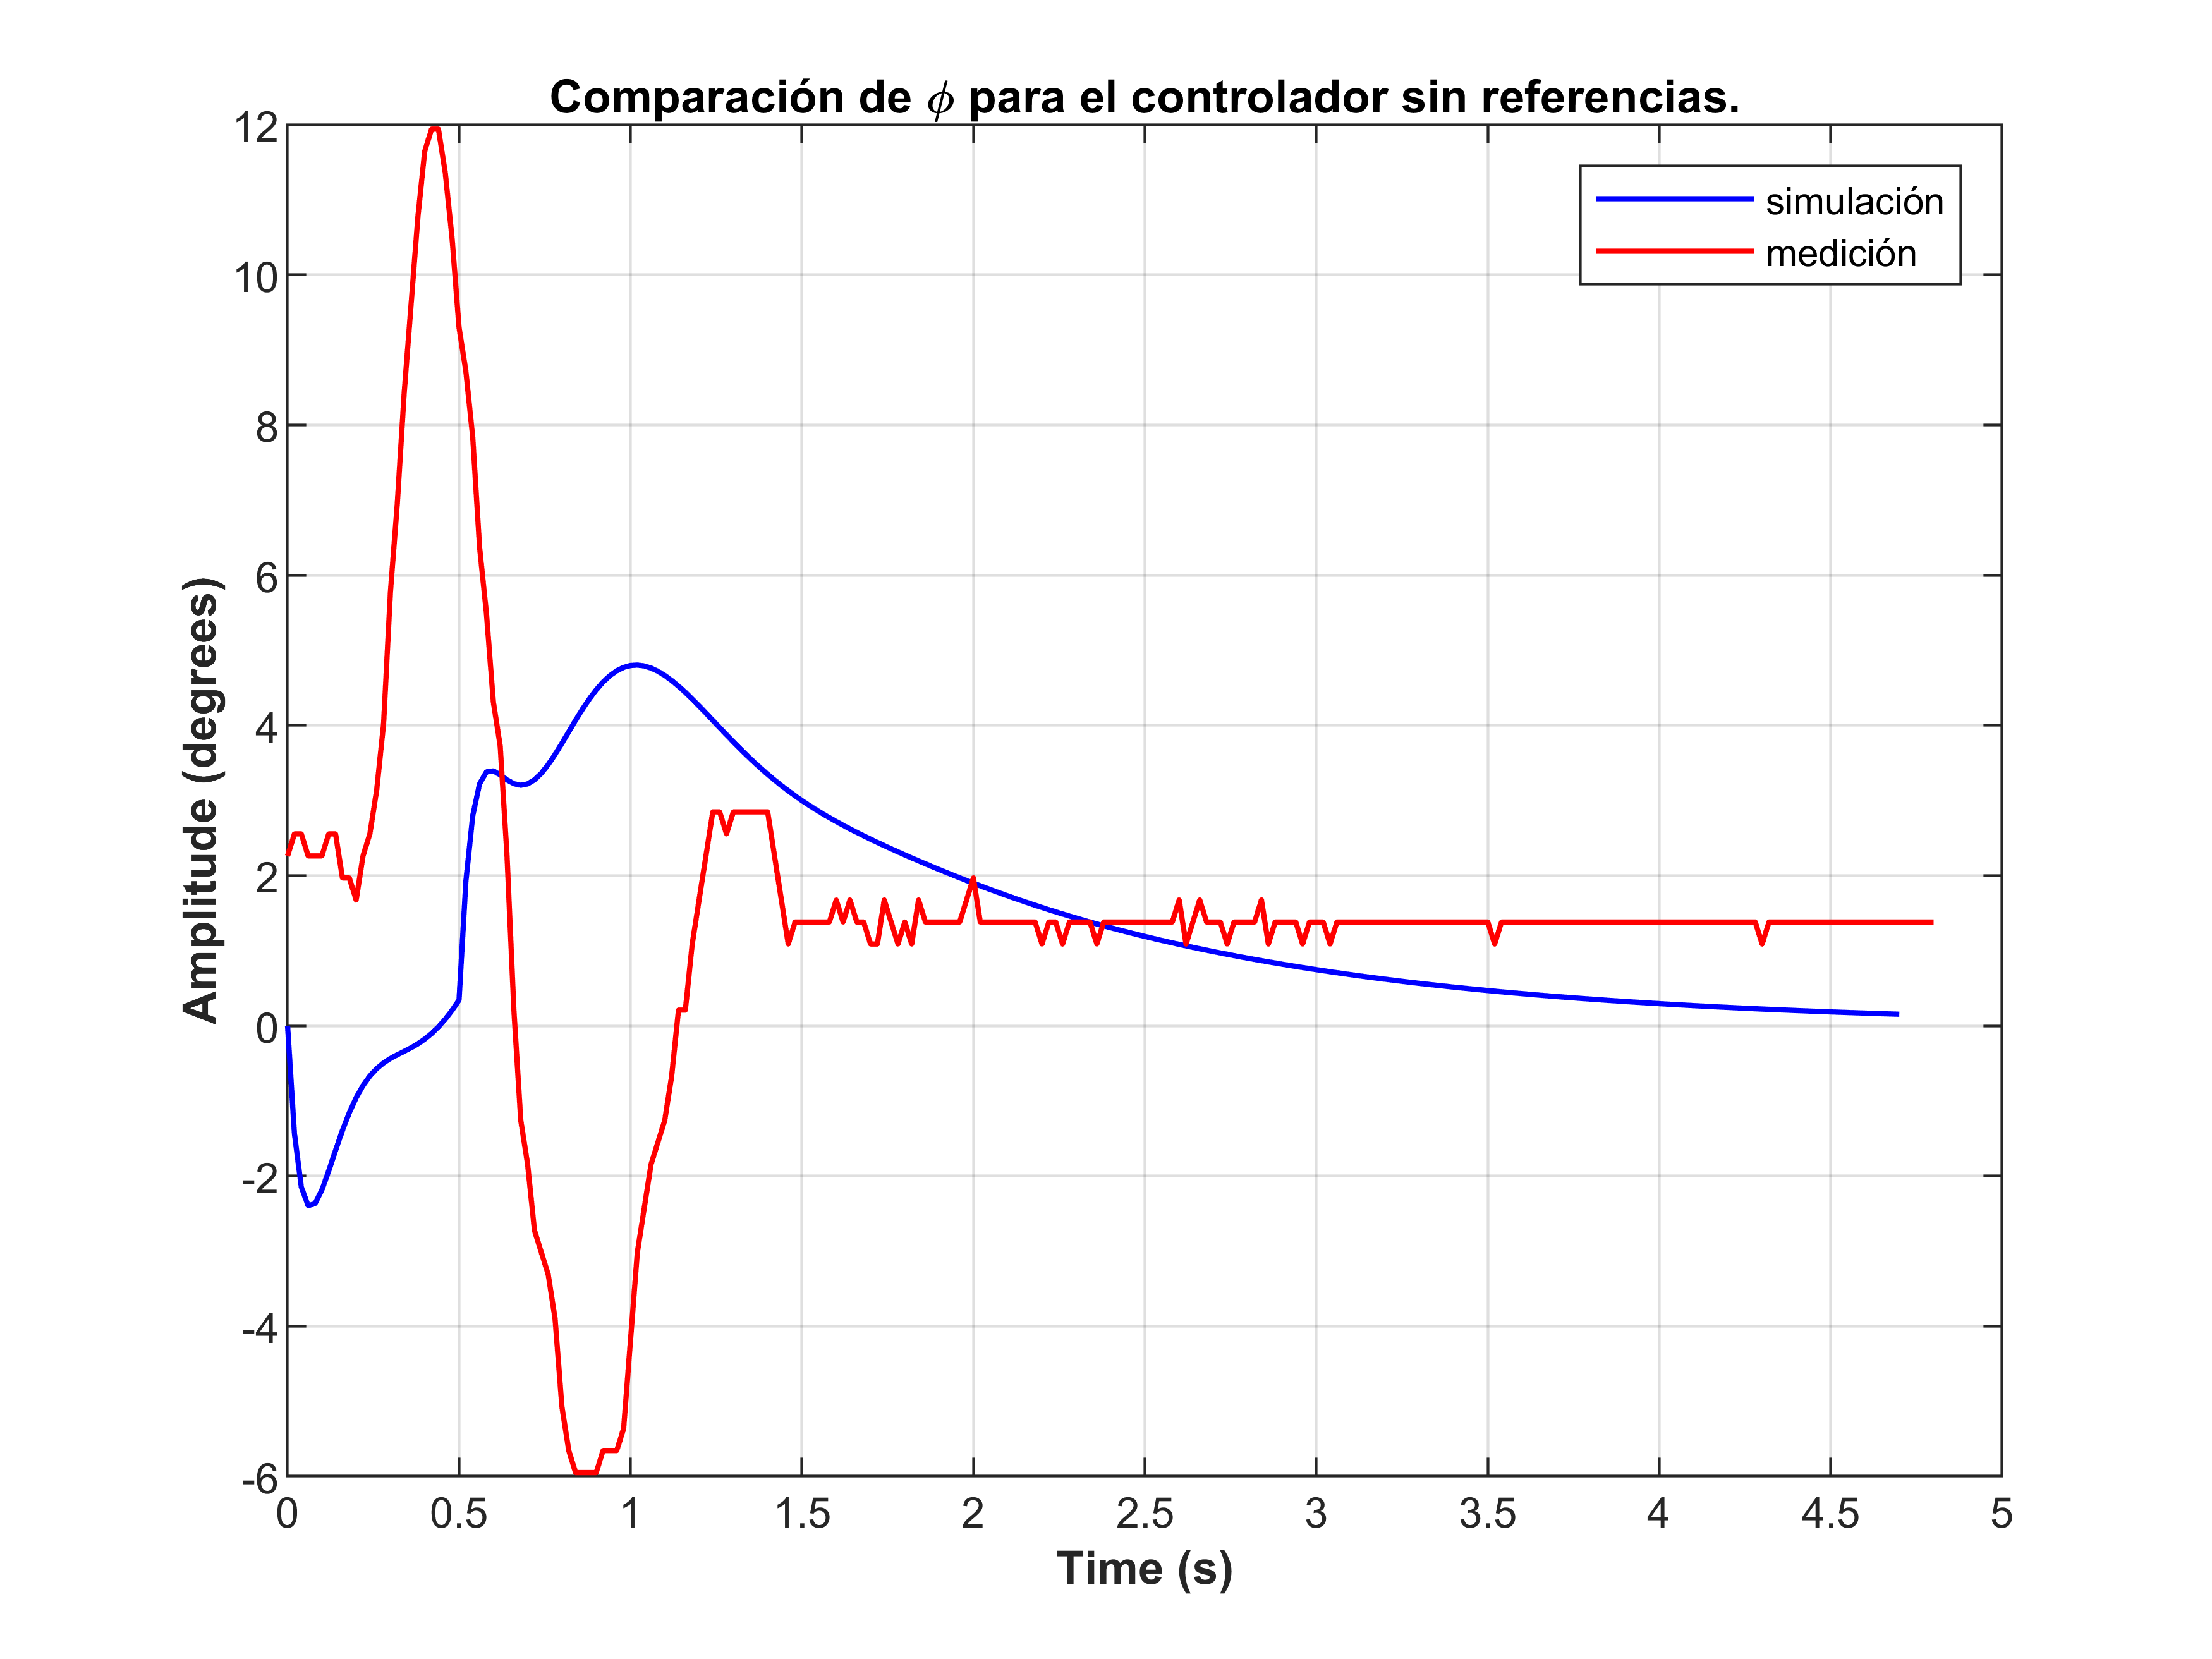 Comparación de ϕ para el controlador sin referencias.
simulación
medición
12
10
8
6
4
2
0
-2
-4
-6
Amplitude (degrees)
0 0.5 1 1.5 2 2.5 3 3.5 4 4.5 5
Time (s)